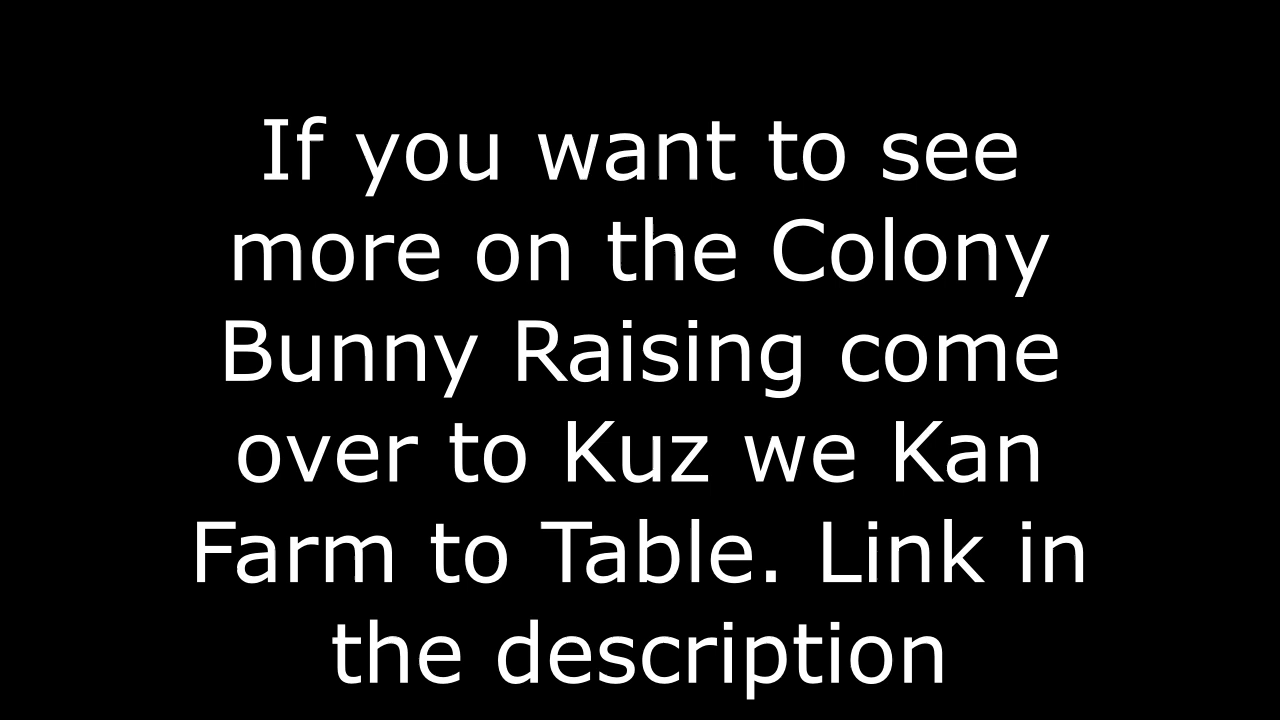 If you want to see
more on the Colony
Bunny Raising come
over to Kuz we Kan
Farm to Table. Link in
the description